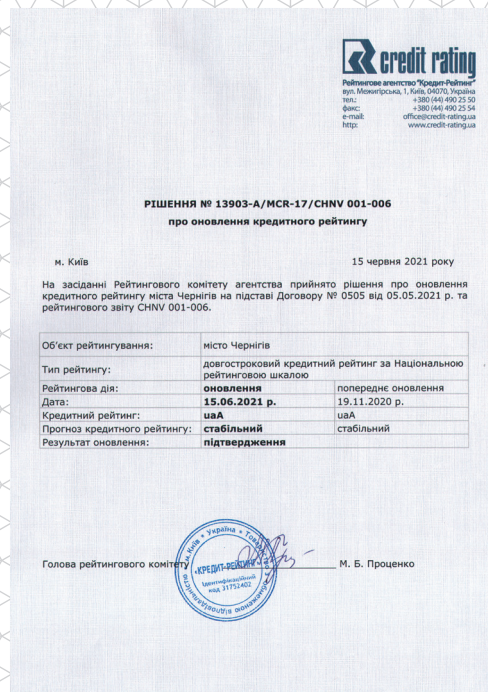 credit rating
Рейтингове агентство "Кредит-Рейтинг"
вул. Межигірська, 1, Київ, 04070, Україна
тел.: +380 (44) 490 25 50
факс: +380 (44) 490 25 54
e-mail: office@credit-rating.ua
http: www.credit-rating.ua
РІШЕННЯ № 13903-А/MCR-17/CHNV 001-006
про оновлення кредитного рейтингу
м. Київ 15 червня 2021 року
На засіданні Рейтингового комітету агентства прийнято рішення про оновлення
кредитного рейтингу міста Чернігів на підставі Договору № 0505 від 05.05.2021 р. та
рейтингового звіту CHNV 001-006.
Об'єкт рейтингування: місто Чернігів
Тип рейтингу: довгостроковий кредитний рейтинг за Національною
рейтинговою шкалою
Рейтингова дія: оновлення попереднє оновлення
Дата: 15.06.2021 р. 19.11.2020 р.
Кредитний рейтинг: uaA uaA
Прогноз кредитного рейтингу: стабільний стабільний
Результат оновлення: підтвердження
Голова рейтингового комітету М. Б. Проценко
м. Київ * Україна *
обмеженою відповідальністю
«КРЕДИТ-РЕЙТИНГ»
Ідентифікаційний
код 31752402